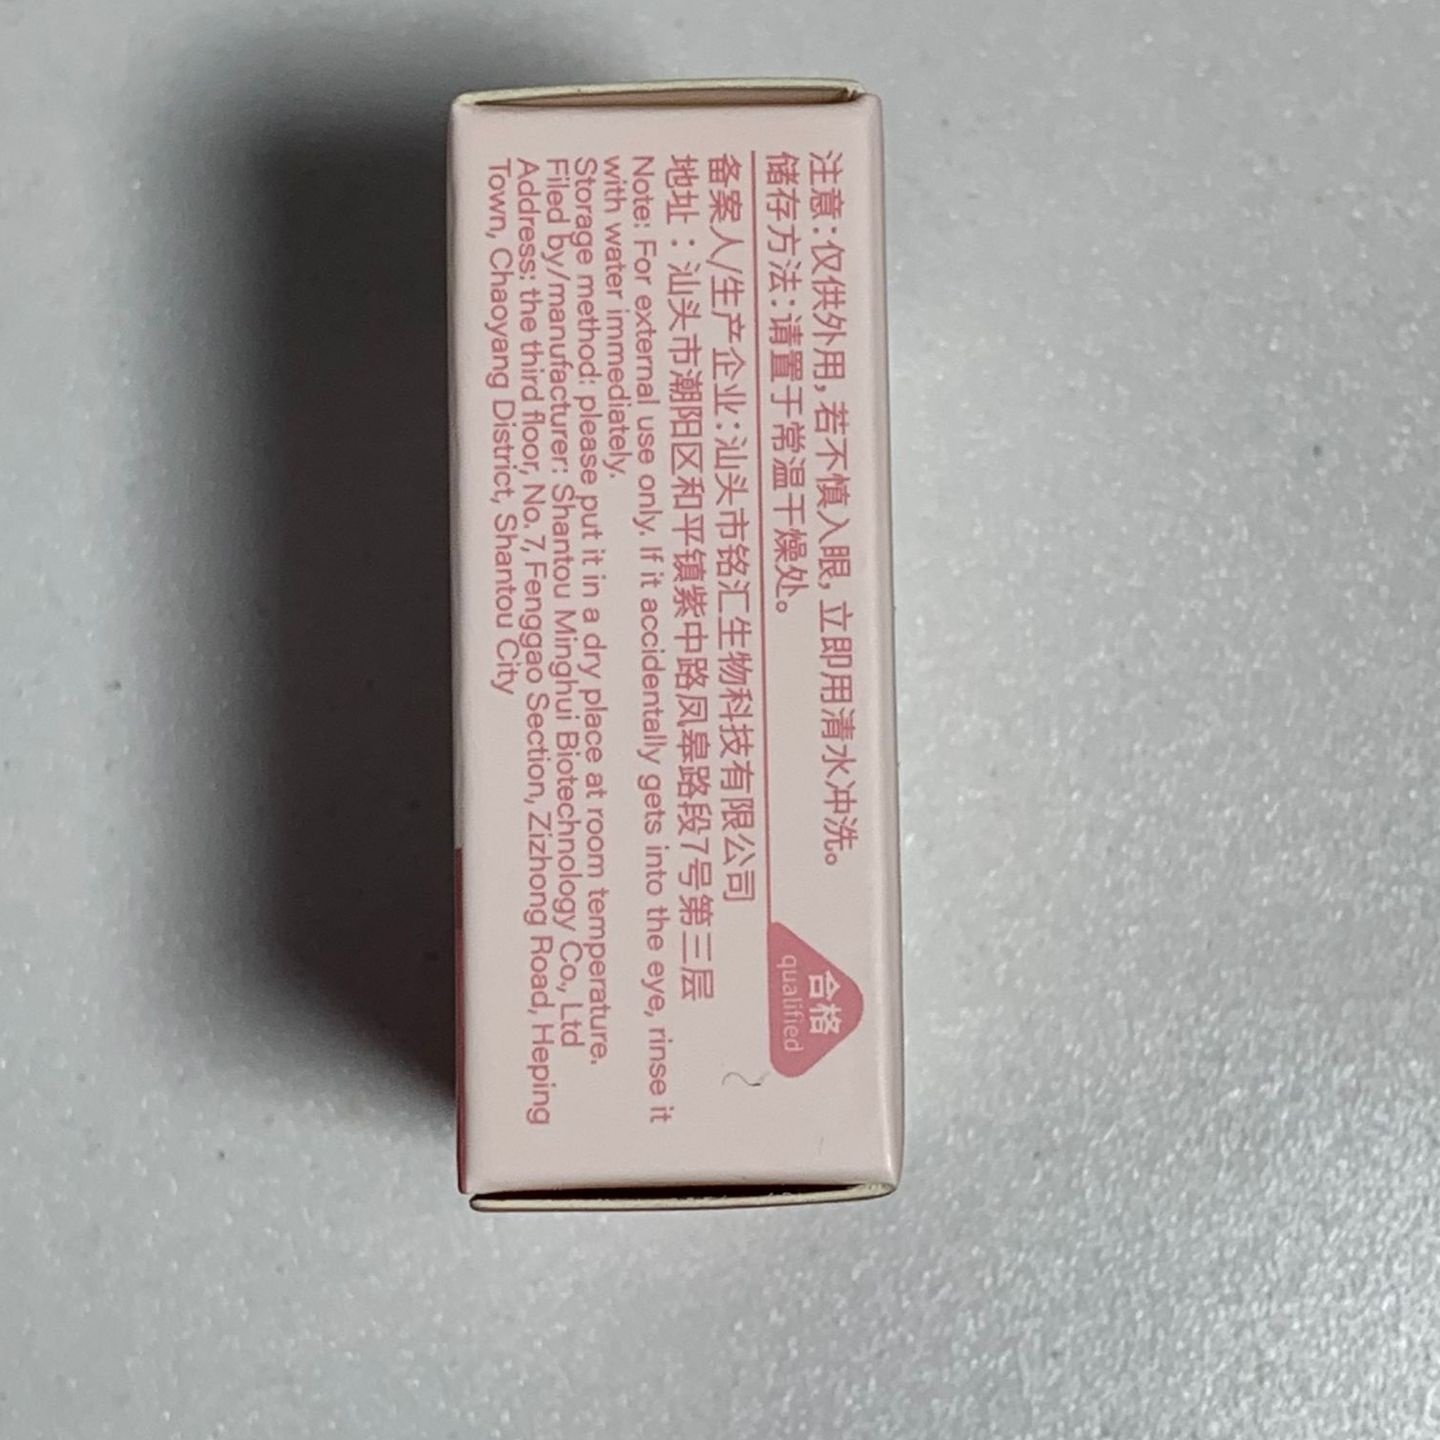 注意：仅供外用，若不慎入眼，立即用清水冲洗。
储存方法：请置于常温干燥处。
合格
qualified
备案人/生产企业：汕头市铭汇生物科技有限公司
地址：汕头市潮阳区和平镇紫中路凤皋路段7号第三层
Note: For external use only. If it accidentally gets into the eye, rinse it
with water immediately.
Storage method: please put it in a dry place at room temperature.
Filed by/manufacturer: Shantou Minghui Biotechnology Co., Ltd
Address: the third floor, No. 7, Fenggao Section, Zizhong Road, Heping
Town, Chaoyang District, Shantou City